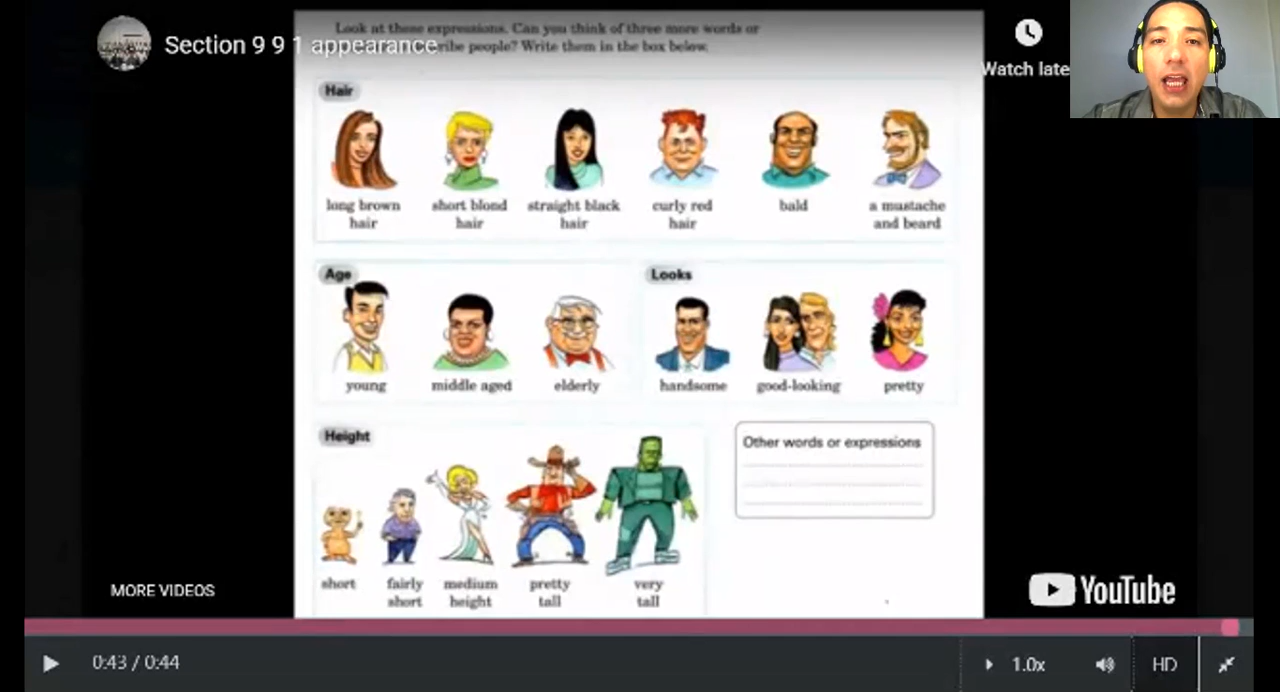 Look at these expressions. Can you think of three more words or
Section 9 9 1 appearance
people? Write them in the box below.
Watch late
Hair
long brown hair
short blond hair
straight black hair
curly red hair
bald
a mustache and beard
Age
young
middle aged
elderly
Looks
handsome
good-looking
pretty
Height
short
fairly short
medium height
pretty tall
very tall
Other words or expressions
MORE VIDEOS
YouTube
0:43 / 0:44
1.0x
HD